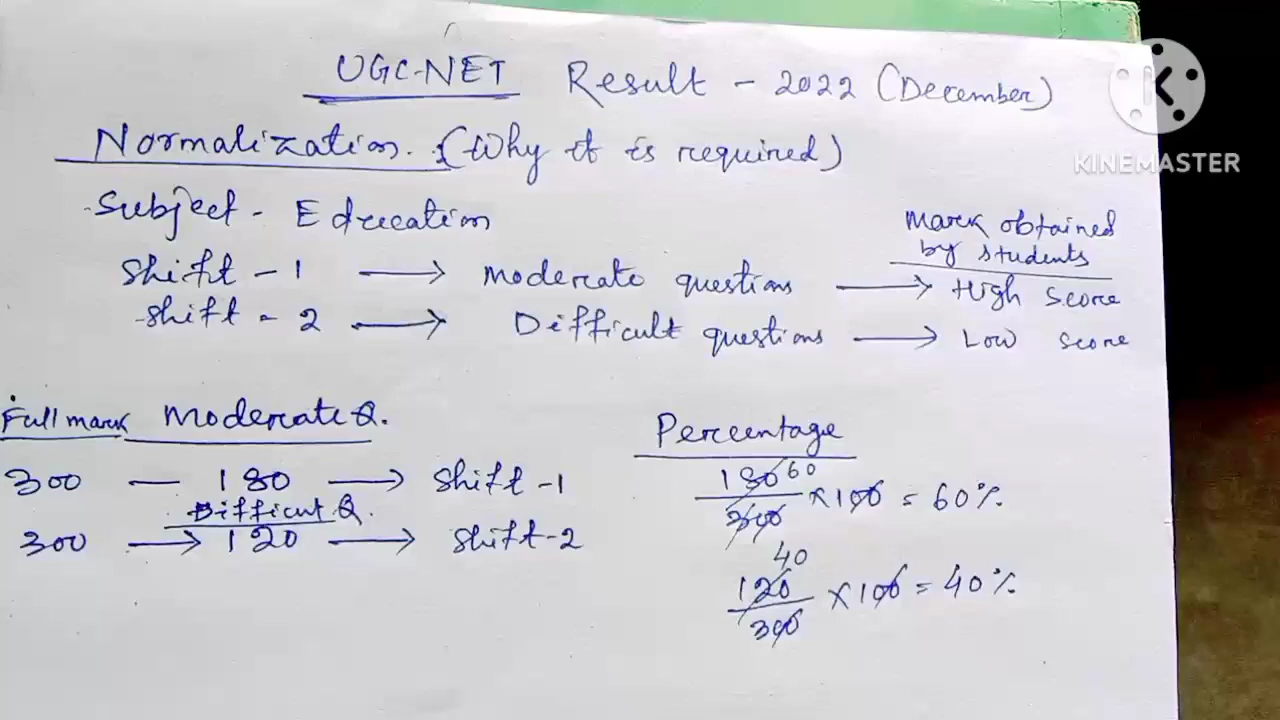 UGC-NET Result - 2022 (December)
Normalization. (Why it is required)
Subject - Education
Mark obtained
by students
Shift - 1 → Moderate questions → High score
Shift - 2 → Difficult questions → Low score
Full mark Moderate Q.
300 — 180 → Shift -1
Difficut Q.
300 → 120 → Shift-2
Percentage
180 60
300 ×100 = 60%
40
120
300 ×100 = 40%
KINEMASTER